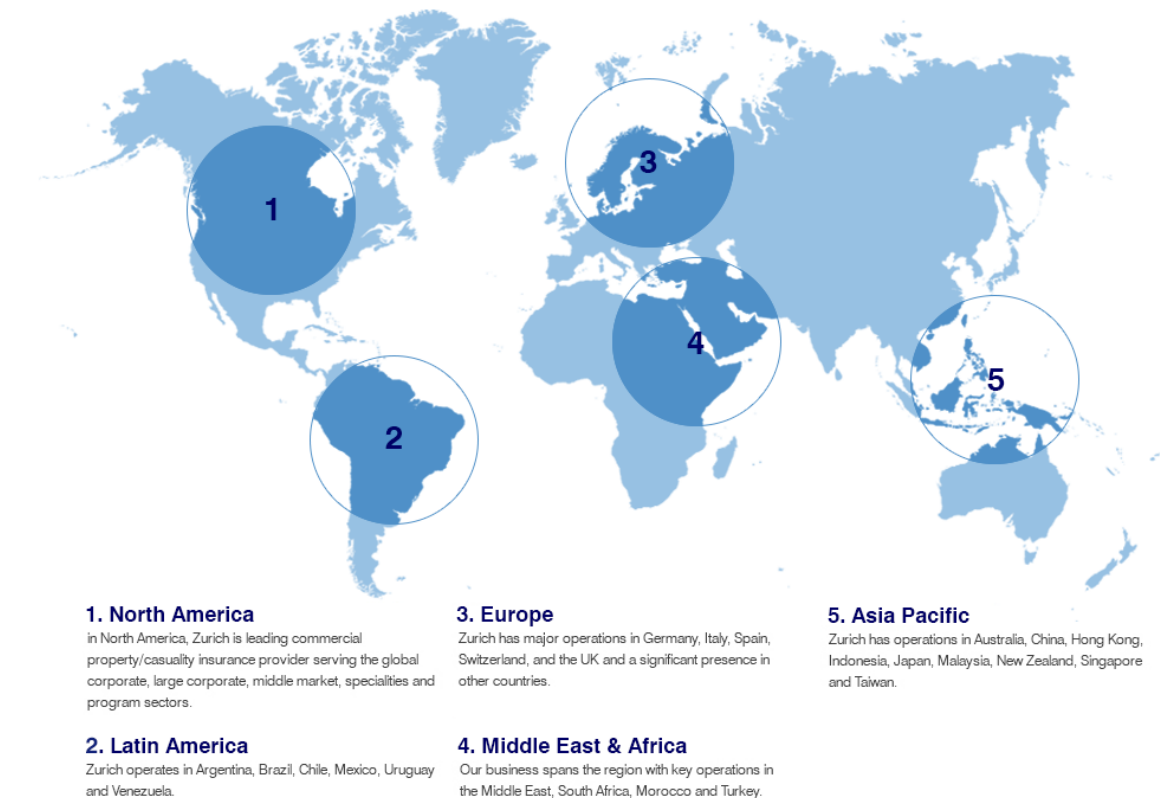 1
2
3
4
5
1. North America
in North America, Zurich is leading commercial
property/casualty insurance provider serving the global
corporate, large corporate, middle market, specialities and
program sectors.
2. Latin America
Zurich operates in Argentina, Brazil, Chile, Mexico, Uruguay
and Venezuela.
3. Europe
Zurich has major operations in Germany, Italy, Spain,
Switzerland, and the UK and a significant presence in
other countries.
4. Middle East & Africa
Our business spans the region with key operations in
the Middle East, South Africa, Morocco and Turkey.
5. Asia Pacific
Zurich has operations in Australia, China, Hong Kong,
Indonesia, Japan, Malaysia, New Zealand, Singapore
and Taiwan.